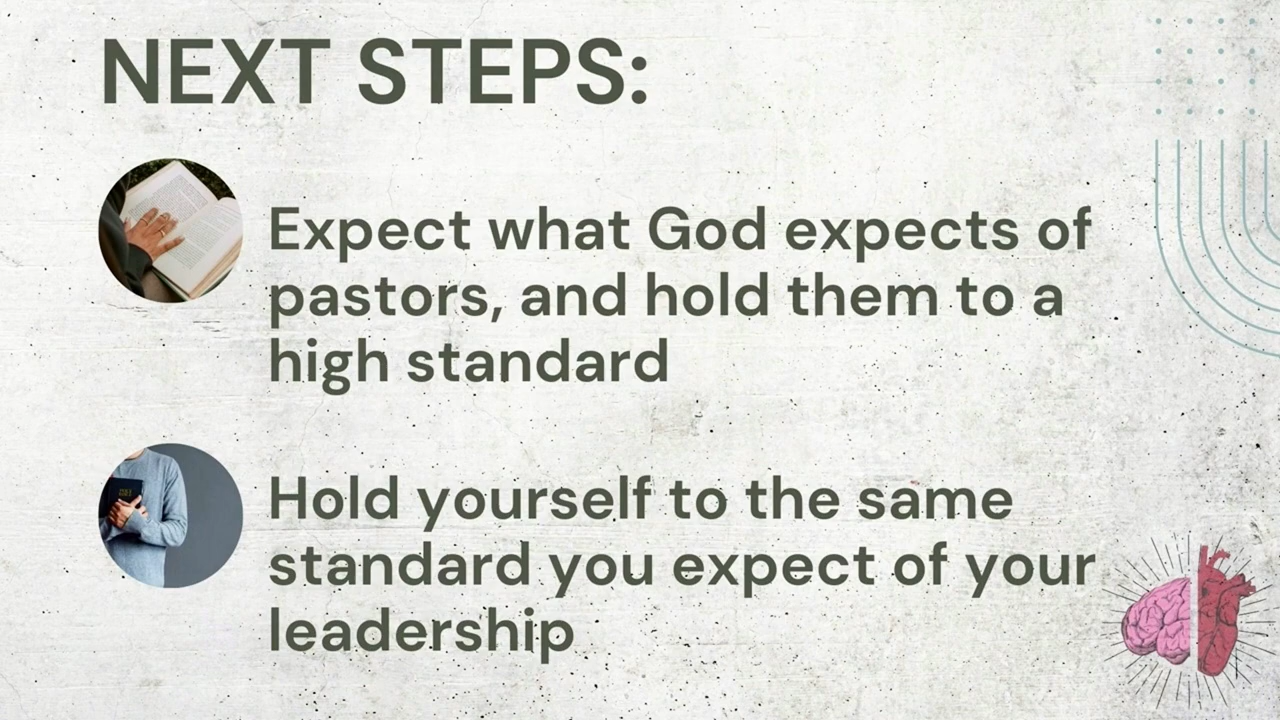 NEXT STEPS:
Expect what God expects of
pastors, and hold them to a
high standard
Hold yourself to the same
standard you expect of your
leadership